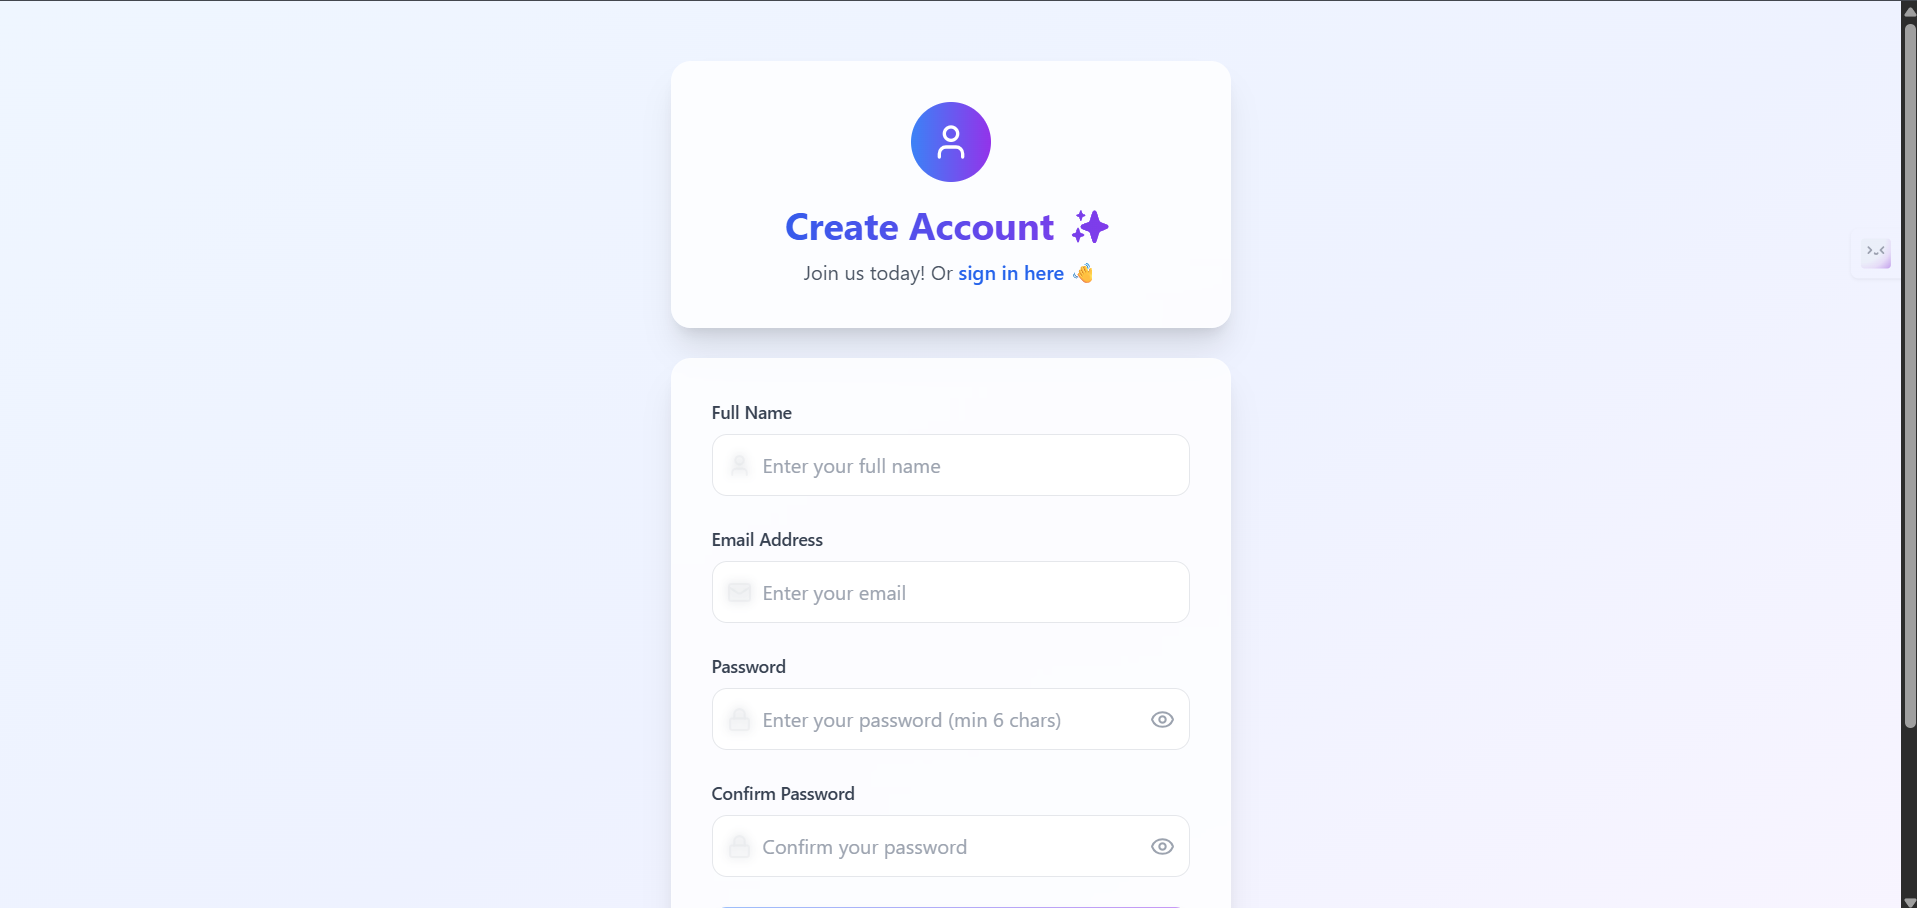 Create Account ✨
Join us today! Or sign in here 👋
Full Name
Enter your full name
Email Address
Enter your email
Password
Enter your password (min 6 chars)
Confirm Password
Confirm your password